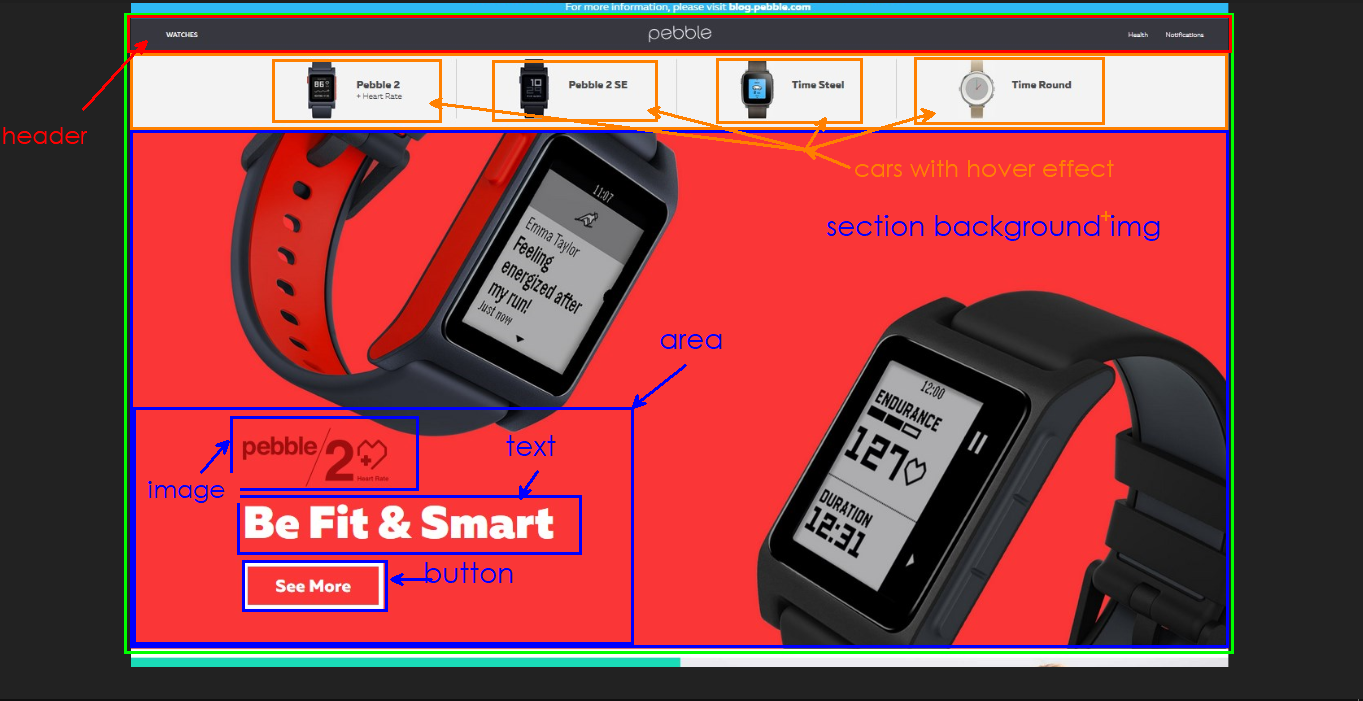 For more information, please visit blog.pebble.com
WATCHES
pebble
Health
Notifications
Pebble 2
+ Heart Rate
Pebble 2 SE
Time Steel
Time Round
header
cars with hover effect
section background img
11:07
Emma Taylor
Feeling
energized after
my run!
Just now
area
12:00
ENDURANCE
127
DURATION
12:31
text
image
pebble/2
Heart Rate
Be Fit & Smart
button
See More